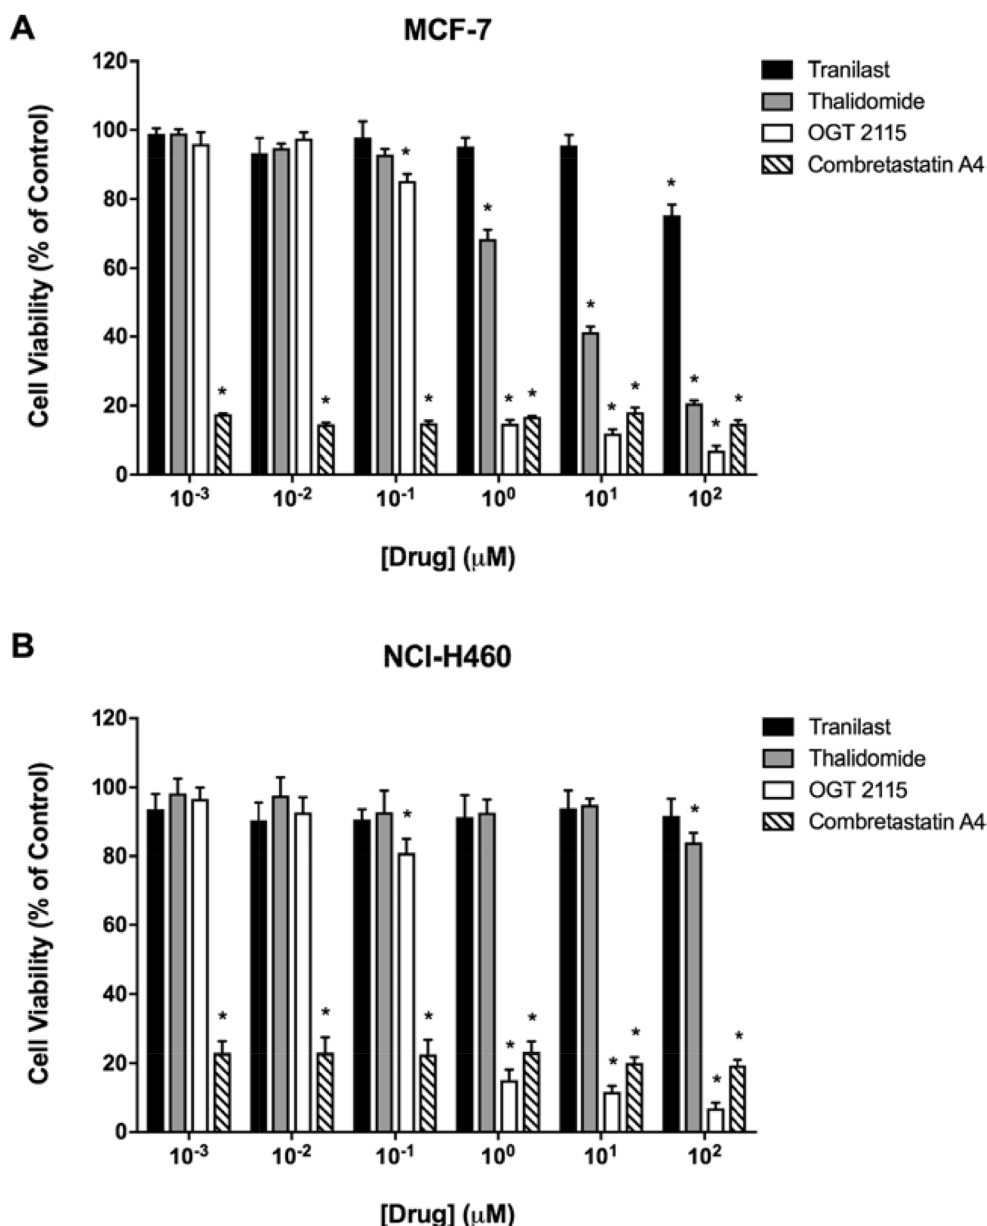 A
MCF-7
Cell Viability (% of Control)
120
100
80
60
40
20
0
* * * * * * * * * * * * * * *
10⁻³ 10⁻² 10⁻¹ 10⁰ 10¹ 10²
[Drug] (μM)
Tranilast
Thalidomide
OGT 2115
Combretastatin A4
B
NCI-H460
Cell Viability (% of Control)
120
100
80
60
40
20
0
* * * * * * * * * * *
10⁻³ 10⁻² 10⁻¹ 10⁰ 10¹ 10²
[Drug] (μM)
Tranilast
Thalidomide
OGT 2115
Combretastatin A4